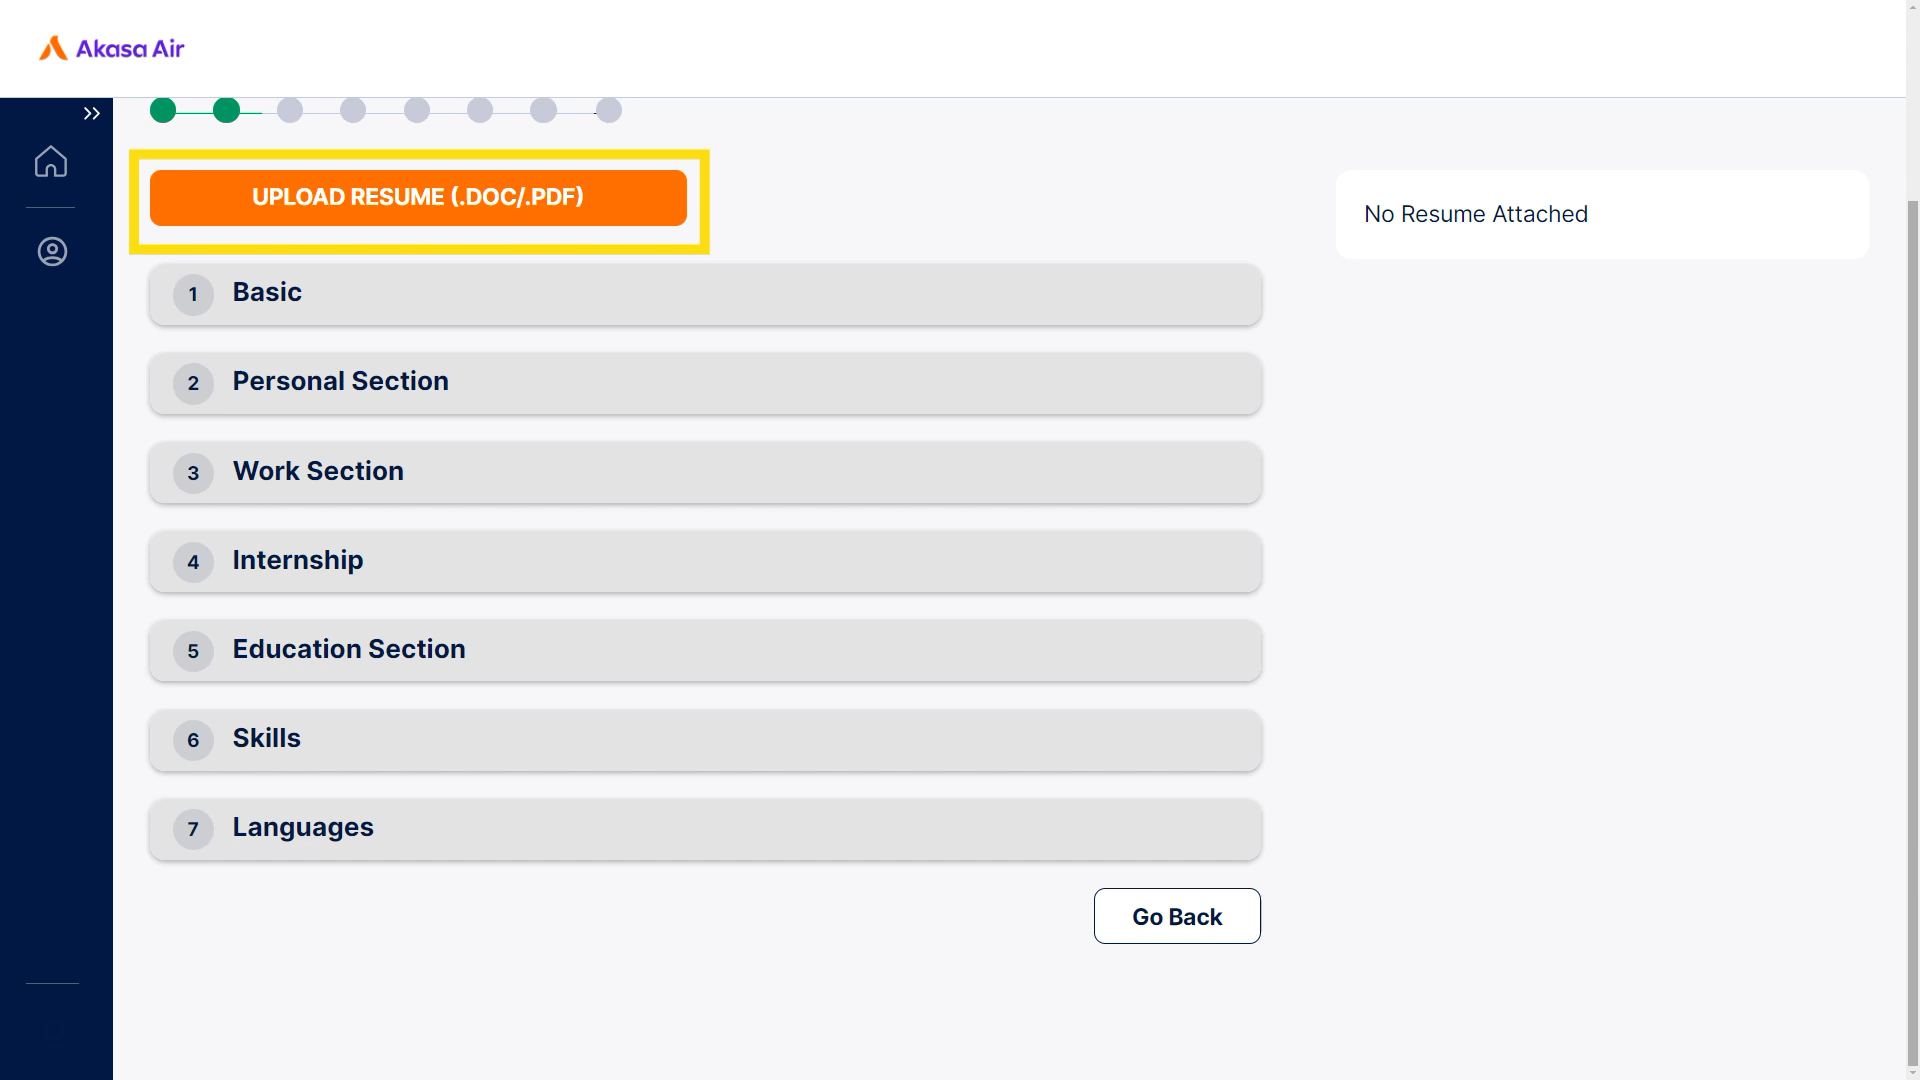 Akasa Air
UPLOAD RESUME (.DOC/.PDF)
No Resume Attached
1 Basic
2 Personal Section
3 Work Section
4 Internship
5 Education Section
6 Skills
7 Languages
Go Back